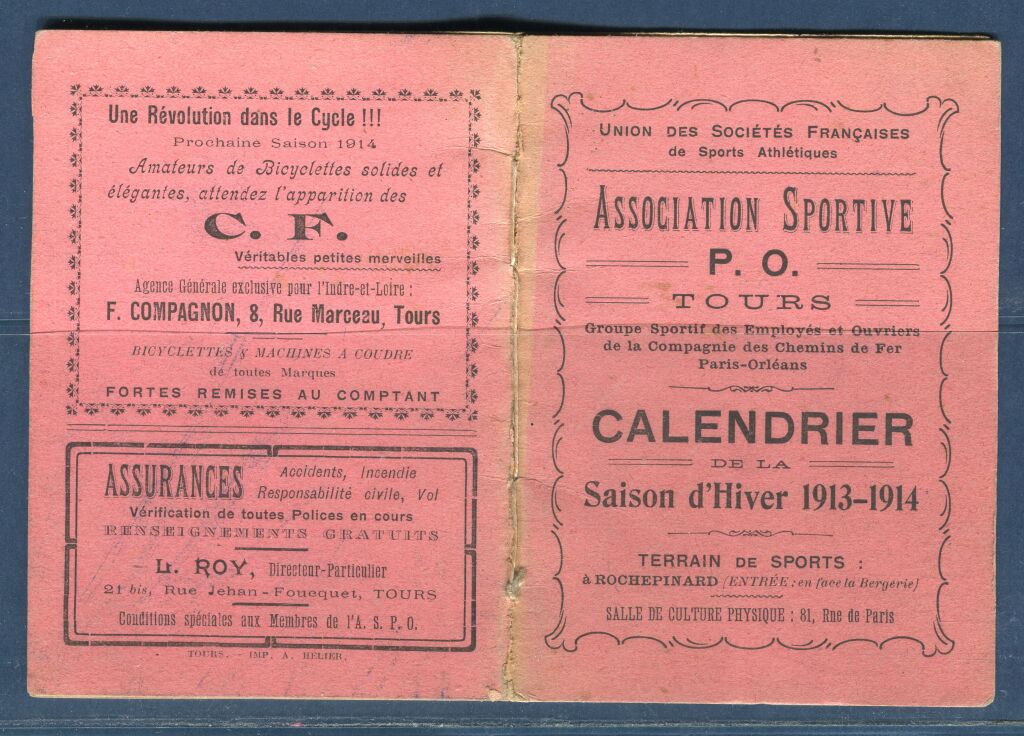 Une Révolution dans le Cycle !!!
Prochaine Saison 1914
Amateurs de Bicyclettes solides et
élégantes, attendez l'apparition des
C. F.
Véritables petites merveilles
Agence Générale exclusive pour l'Indre-et-Loire :
F. COMPAGNON, 8, Rue Marceau, Tours
BICYCLETTES & MACHINES A COUDRE
de toutes Marques
FORTES REMISES AU COMPTANT
ASSURANCES
Accidents, Incendie
Responsabilité civile, Vol
Vérification de toutes Polices en cours
RENSEIGNEMENTS GRATUITS
L. ROY, Directeur-Particulier
21 bis, Rue Jehan-Foucquet, TOURS
Conditions spéciales aux Membres de l'A. S. P. O.
TOURS. - IMP. A. HÉLIER.
UNION DES SOCIÉTÉS FRANÇAISES
de Sports Athlétiques
ASSOCIATION SPORTIVE
P. O.
TOURS
Groupe Sportif des Employés et Ouvriers
de la Compagnie des Chemins de Fer
Paris-Orléans
CALENDRIER
DE LA
Saison d'Hiver 1913-1914
TERRAIN DE SPORTS :
à ROCHEPINARD (ENTRÉE : en face la Bergerie)
SALLE DE CULTURE PHYSIQUE : 81, Rue de Paris